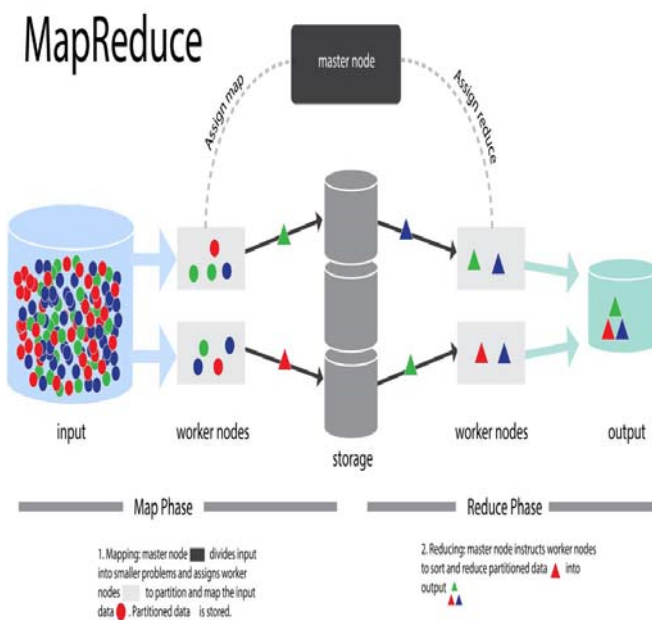 MapReduce
master node
Assign map
Assign reduce
input
worker nodes
storage
worker nodes
output
Map Phase
Reduce Phase
1. Mapping: master node divides input
into smaller problems and assigns worker
nodes to partition and map the input
data . Partitioned data is stored.
2. Reducing: master node instructs worker nodes
to sort and reduce partitioned data into
output